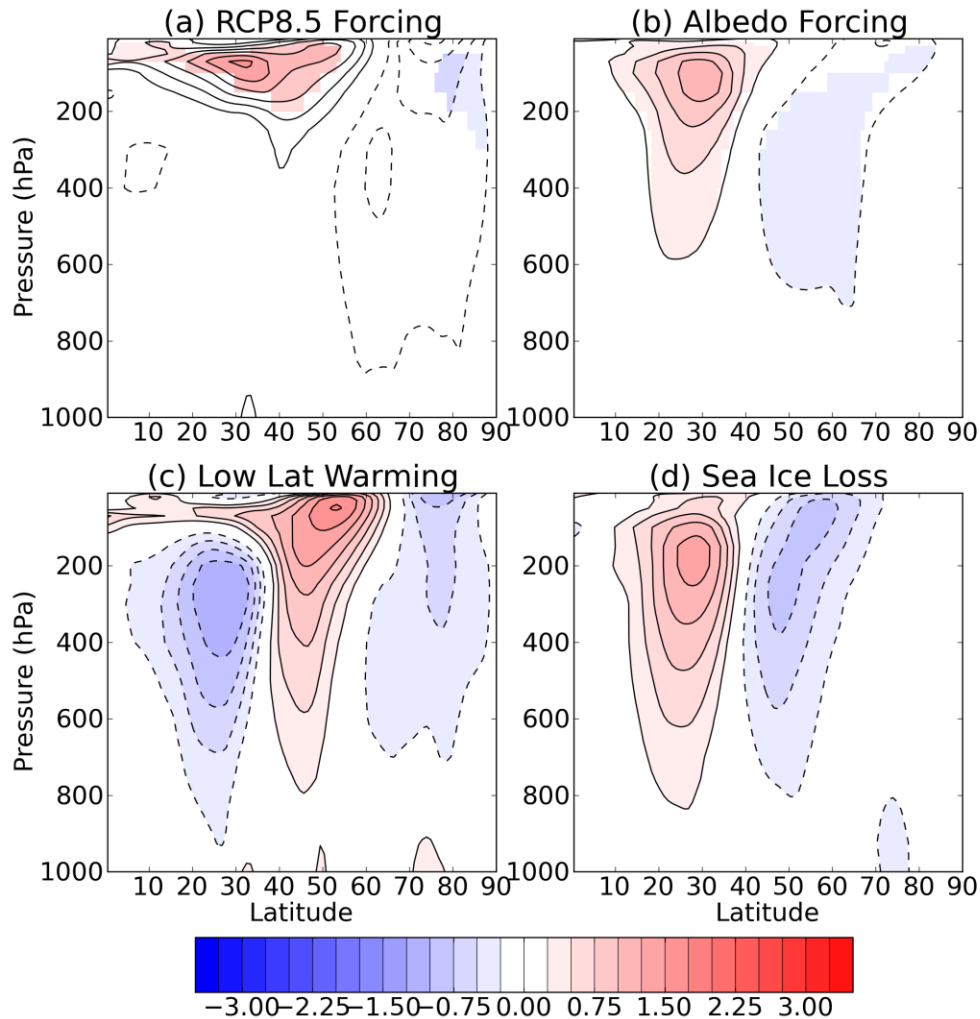 (a) RCP8.5 Forcing
(b) Albedo Forcing
Pressure (hPa)
200
400
600
800
1000
10 20 30 40 50 60 70 80 90
200
400
600
800
1000
10 20 30 40 50 60 70 80 90
(c) Low Lat Warming
(d) Sea Ice Loss
Pressure (hPa)
200
400
600
800
1000
10 20 30 40 50 60 70 80 90
Latitude
200
400
600
800
1000
10 20 30 40 50 60 70 80 90
Latitude
−3.00 −2.25 −1.50 −0.75 0.00 0.75 1.50 2.25 3.00